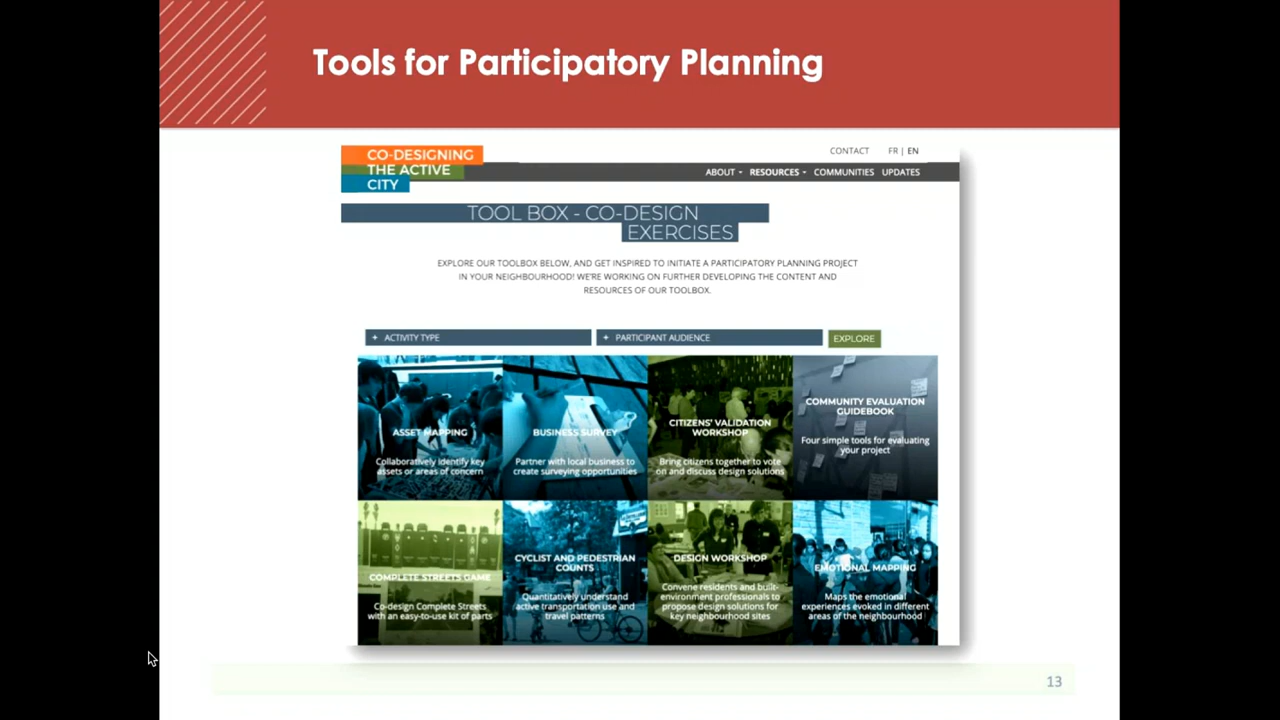 Tools for Participatory Planning
CO-DESIGNING
THE ACTIVE
CITY
CONTACT
FR | EN
ABOUT
RESOURCES
COMMUNITIES
UPDATES
TOOL BOX - CO-DESIGN
EXERCISES
EXPLORE OUR TOOLBOX BELOW, AND GET INSPIRED TO INITIATE A PARTICIPATORY PLANNING PROJECT
IN YOUR NEIGHBOURHOOD! WE'RE WORKING ON FURTHER DEVELOPING THE CONTENT AND
RESOURCES OF OUR TOOLBOX.
+ ACTIVITY TYPE
+ PARTICIPANT AUDIENCE
EXPLORE
ASSET MAPPING
Collaboratively identify key
assets or areas of concern
BUSINESS SURVEY
Partner with local business to
create surveying opportunities
CITIZENS' VALIDATION
WORKSHOP
Bring citizens together to vote
on and discuss design solutions
COMMUNITY EVALUATION
GUIDEBOOK
Four simple tools for evaluating
your project
COMPLETE STREETS GAME
Co-design Complete Streets
with an easy-to-use kit of parts
CYCLIST AND PEDESTRIAN
COUNTS
Quantitatively understand
active transportation use and
travel patterns
DESIGN WORKSHOP
Convene residents and built-
environment professionals to
propose design solutions for
key neighbourhood sites
EMOTIONAL MAPPING
Maps the emotional
experiences evoked in different
areas of the neighbourhood
13